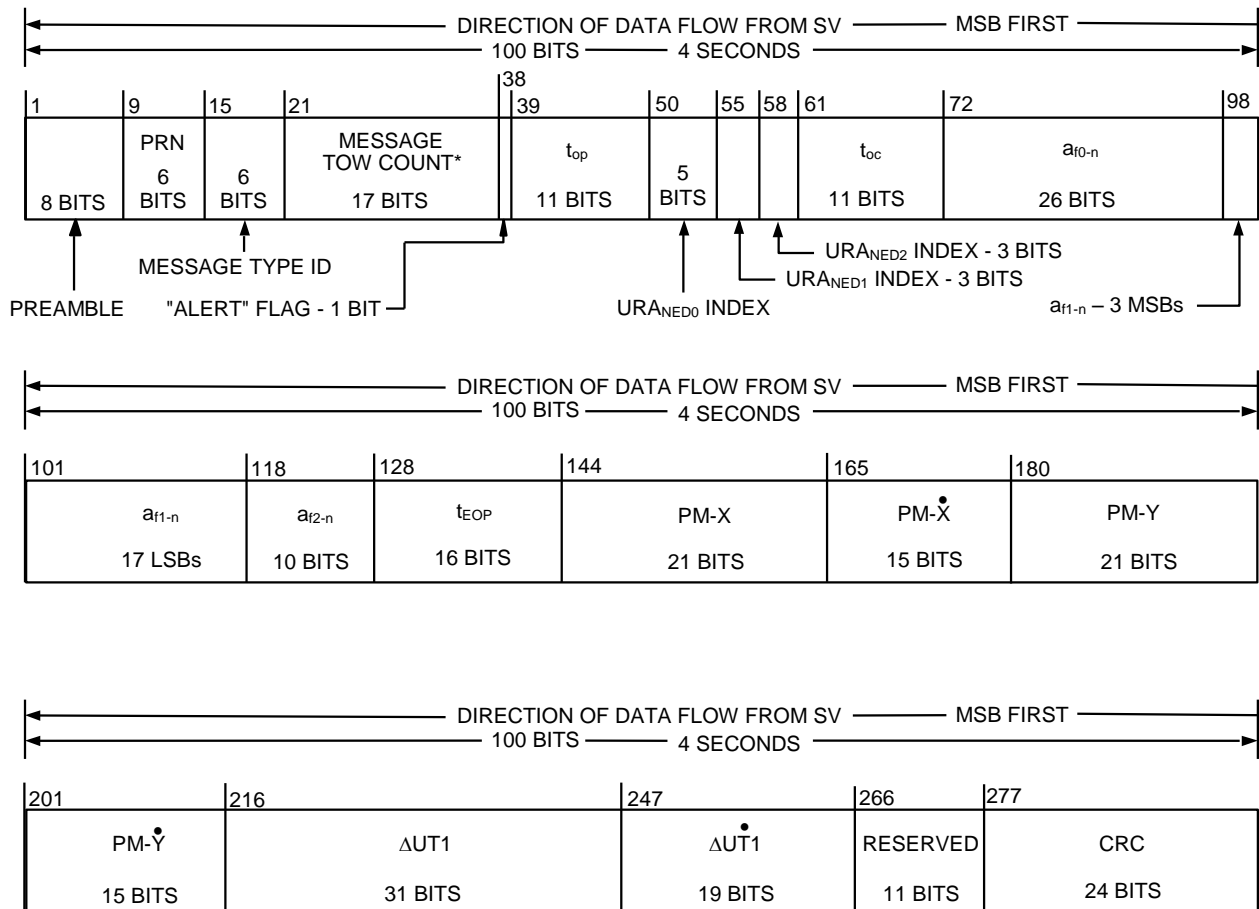 DIRECTION OF DATA FLOW FROM SV MSB FIRST
100 BITS 4 SECONDS
38
1 9 15 21 39 50 55 58 61 72 98
PRN
6
BITS
MESSAGE
TOW COUNT*
17 BITS
8 BITS
6
BITS
t_op
11 BITS
5
BITS
t_oc
11 BITS
a_f0-n
26 BITS
URA_NED2 INDEX - 3 BITS
MESSAGE TYPE ID
URA_NED1 INDEX - 3 BITS
PREAMBLE
"ALERT" FLAG - 1 BIT
URA_NED0 INDEX
a_f1-n – 3 MSBs
DIRECTION OF DATA FLOW FROM SV MSB FIRST
100 BITS 4 SECONDS
101 118 128 144 165 180
a_f1-n
17 LSBs
a_f2-n
10 BITS
t_EOP
16 BITS
PM-X
21 BITS
PM-Ẋ
15 BITS
PM-Y
21 BITS
DIRECTION OF DATA FLOW FROM SV MSB FIRST
100 BITS 4 SECONDS
201 216 247 266 277
PM-Ẏ
15 BITS
ΔUT1
31 BITS
ΔUṪ1
19 BITS
RESERVED
11 BITS
CRC
24 BITS